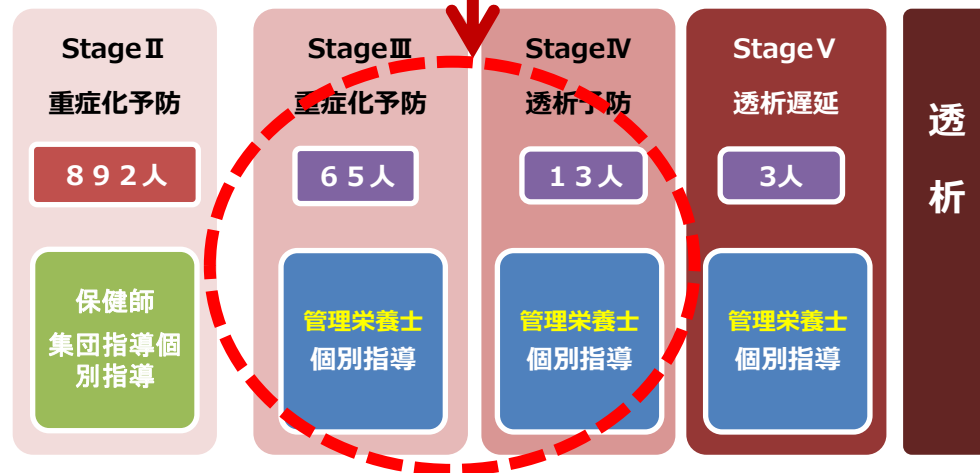 StageⅡ
重症化予防
８９２人
保健師
集団指導個
別指導
StageⅢ
重症化予防
６５人
管理栄養士
個別指導
StageⅣ
透析予防
１３人
管理栄養士
個別指導
StageⅤ
透析遅延
3人
管理栄養士
個別指導
透
析